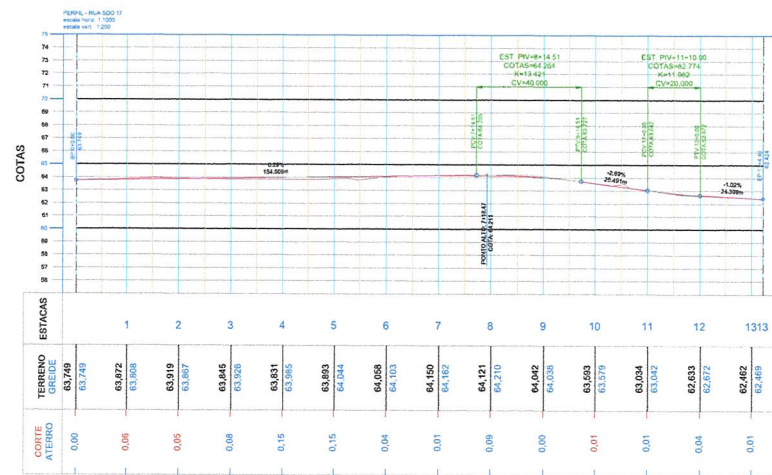 PERFIL - RUA SDO 17
escala horiz. 1:1000
escala vert. 1:250
COTAS
75
74
73
72
71
70
69
68
67
66
65
64
63
62
61
60
59
58
57
56
EST PIV=8+14.51
COTAS=64.264
K=13.421
CV=40.000
EST PIV=11+10.00
COTAS=62.774
K=11.962
CV=20.000
63.749
0.29%
154.509m
PONTO ALTO: 7+18.47
COTA: 64.211
-2.69%
25.491m
-1.02%
24.309m
ESTACAS
1 2 3 4 5 6 7 8 9 10 11 12 1313
TERRENO
63,749 63,872 63,919 63,845 63,831 63,893 64,058 64,150 64,121 64,042 63,593 63,034 62,633 62,462
GREIDE
63,749 63,808 63,867 63,926 63,985 64,044 64,103 64,162 64,210 64,038 63,579 63,042 62,672 62,469
CORTE
ATERRO
0,00 0,06 0,05 0,08 0,15 0,15 0,04 0,01 0,09 0,00 0,01 0,01 0,04 0,01